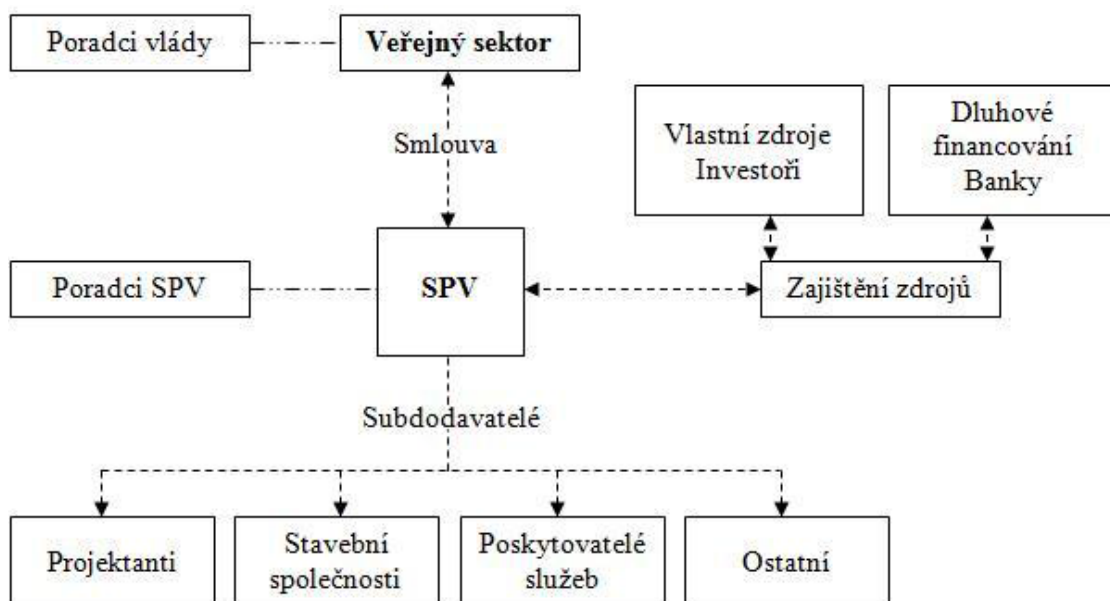 Poradci vlády
Veřejný sektor
Smlouva
Vlastní zdroje
Investoři
Dluhové
financování
Banky
Poradci SPV
SPV
Zajištění zdrojů
Subdodavatelé
Projektanti
Stavební
společnosti
Poskytovatelé
služeb
Ostatní